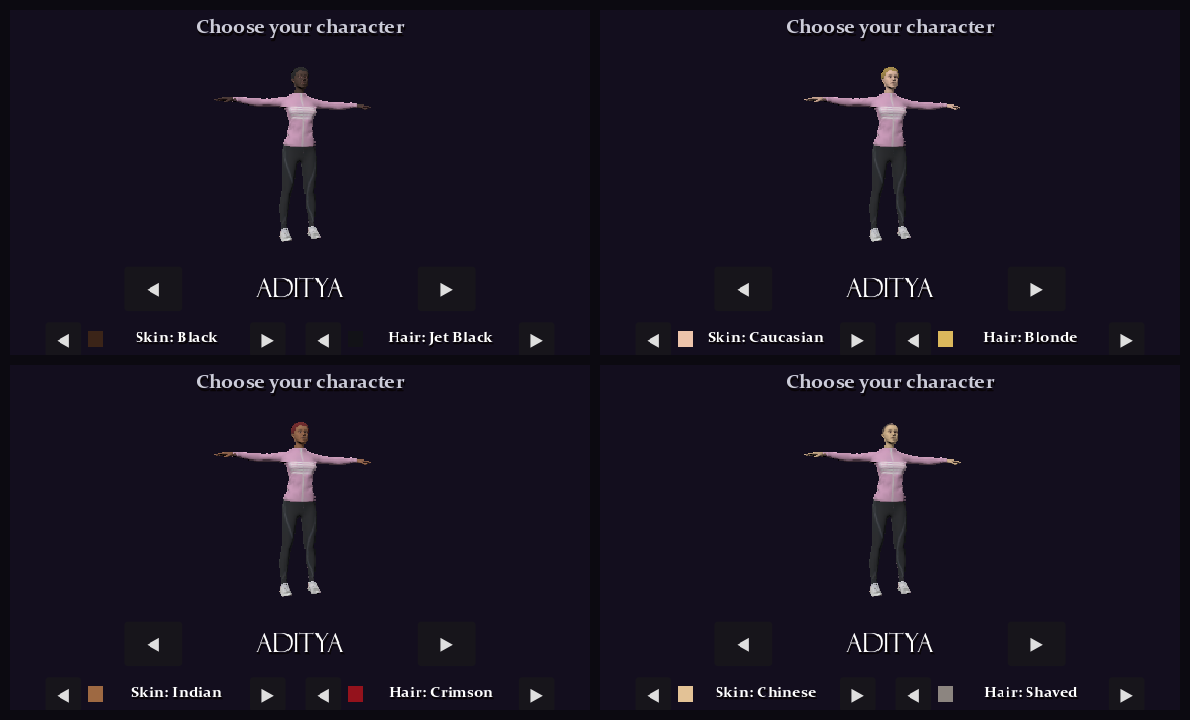 Choose your character
ADITYA
Skin: Black Hair: Jet Black
Choose your character
ADITYA
Skin: Caucasian Hair: Blonde
Choose your character
ADITYA
Skin: Indian Hair: Crimson
Choose your character
ADITYA
Skin: Chinese Hair: Shaved